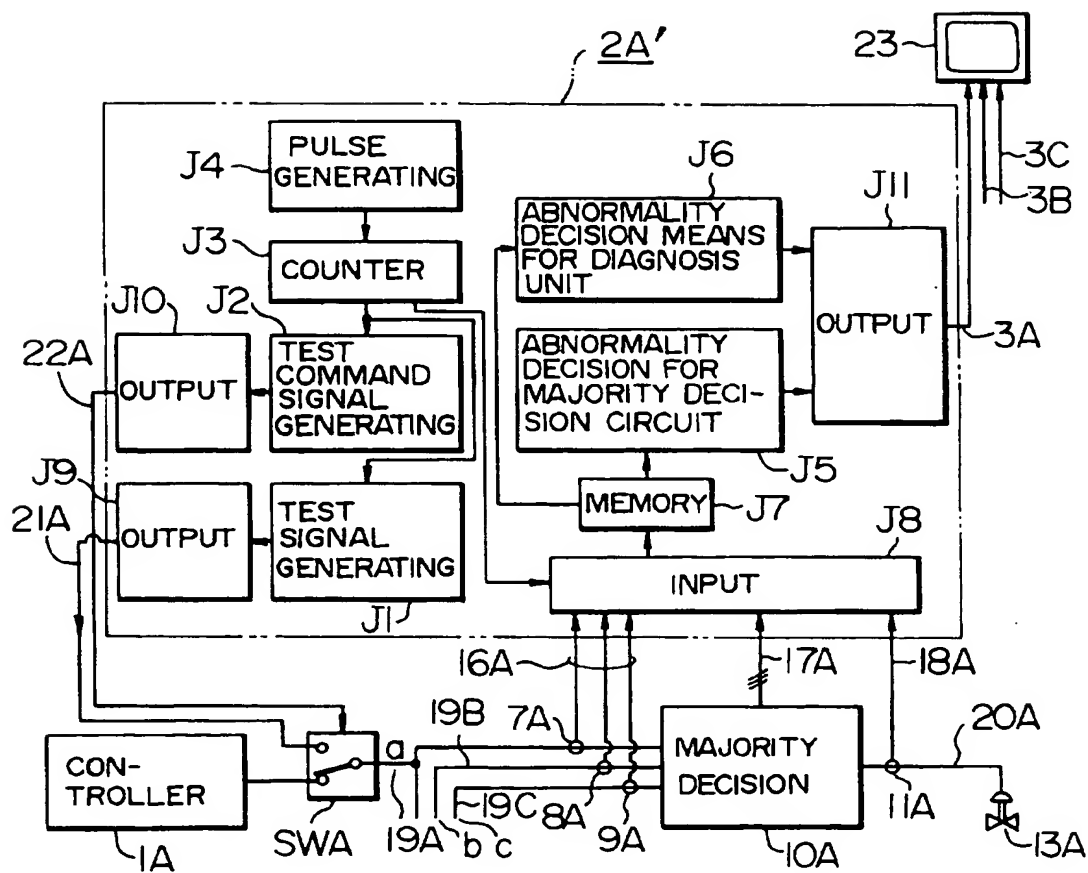 23
2A'
J4
PULSE
GENERATING
J6
3C
3B
J11
J3
COUNTER
ABNORMALITY
DECISION MEANS
FOR DIAGNOSIS
UNIT
J10
J2
OUTPUT
3A
22A
OUTPUT
TEST
COMMAND
SIGNAL
GENERATING
ABNORMALITY
DECISION FOR
MAJORITY DECI-
SION CIRCUIT
J5
J9
21A
OUTPUT
TEST
SIGNAL
GENERATING
J1
MEMORY
J7
J8
INPUT
16A
17A
18A
19B
7A
20A
CON-
TROLLER
a
MAJORITY
DECISION
1A
SWA
19A
b
c
19C
8A
9A
10A
11A
13A